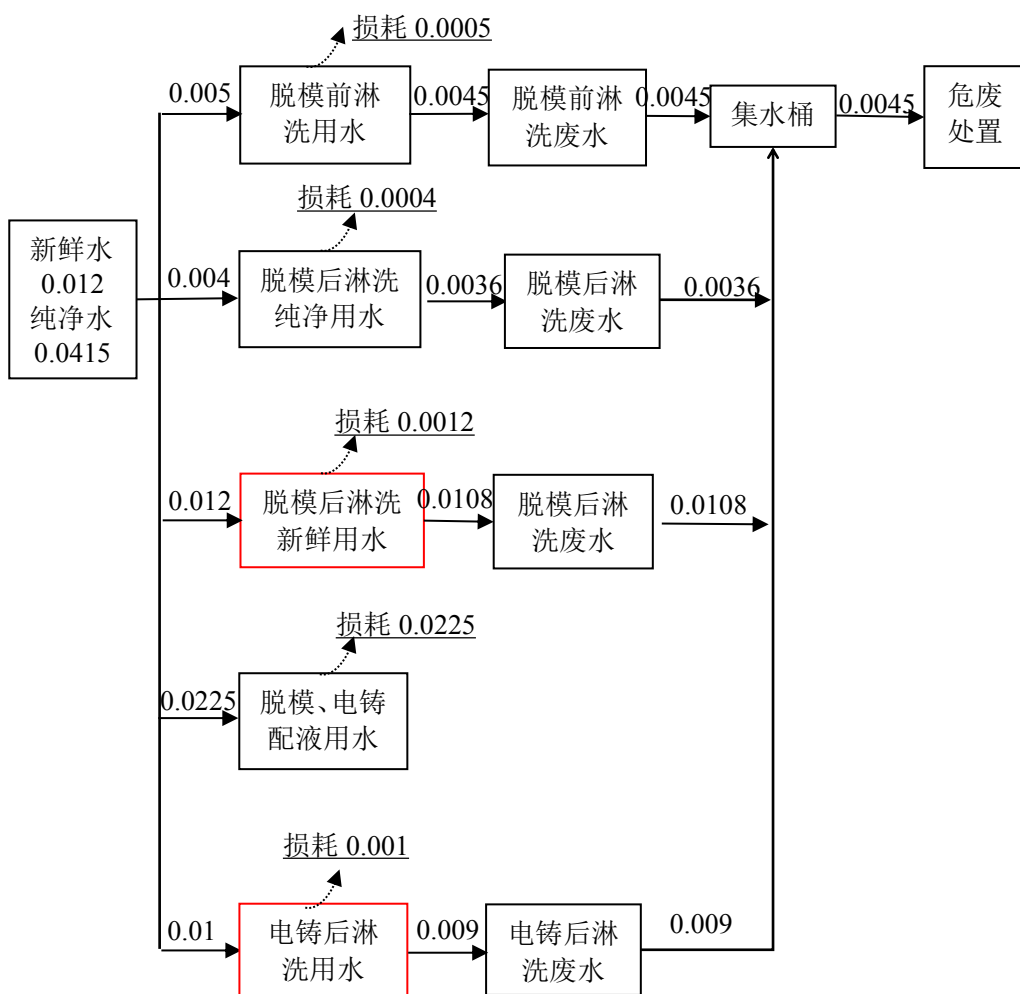 损耗 0.0005
0.005
脱模前淋
洗用水
0.0045
脱模前淋
洗废水
0.0045
集水桶
0.0045
危废
处置
损耗 0.0004
新鲜水
0.012
纯净水
0.0415
0.004
脱模后淋洗
纯净用水
0.0036
脱模后淋
洗废水
0.0036
损耗 0.0012
0.012
脱模后淋洗
新鲜用水
0.0108
脱模后淋
洗废水
0.0108
损耗 0.0225
0.0225
脱模、电铸
配液用水
损耗 0.001
0.01
电铸后淋
洗用水
0.009
电铸后淋
洗废水
0.009